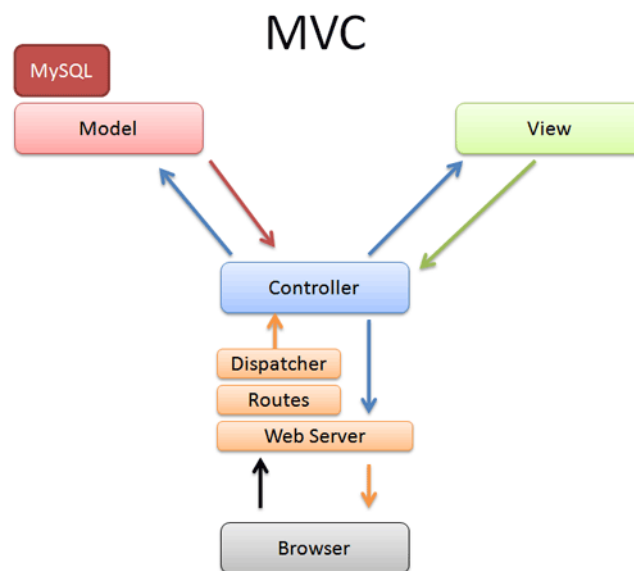 MVC
MySQL
Model
View
Controller
Dispatcher
Routes
Web Server
Browser